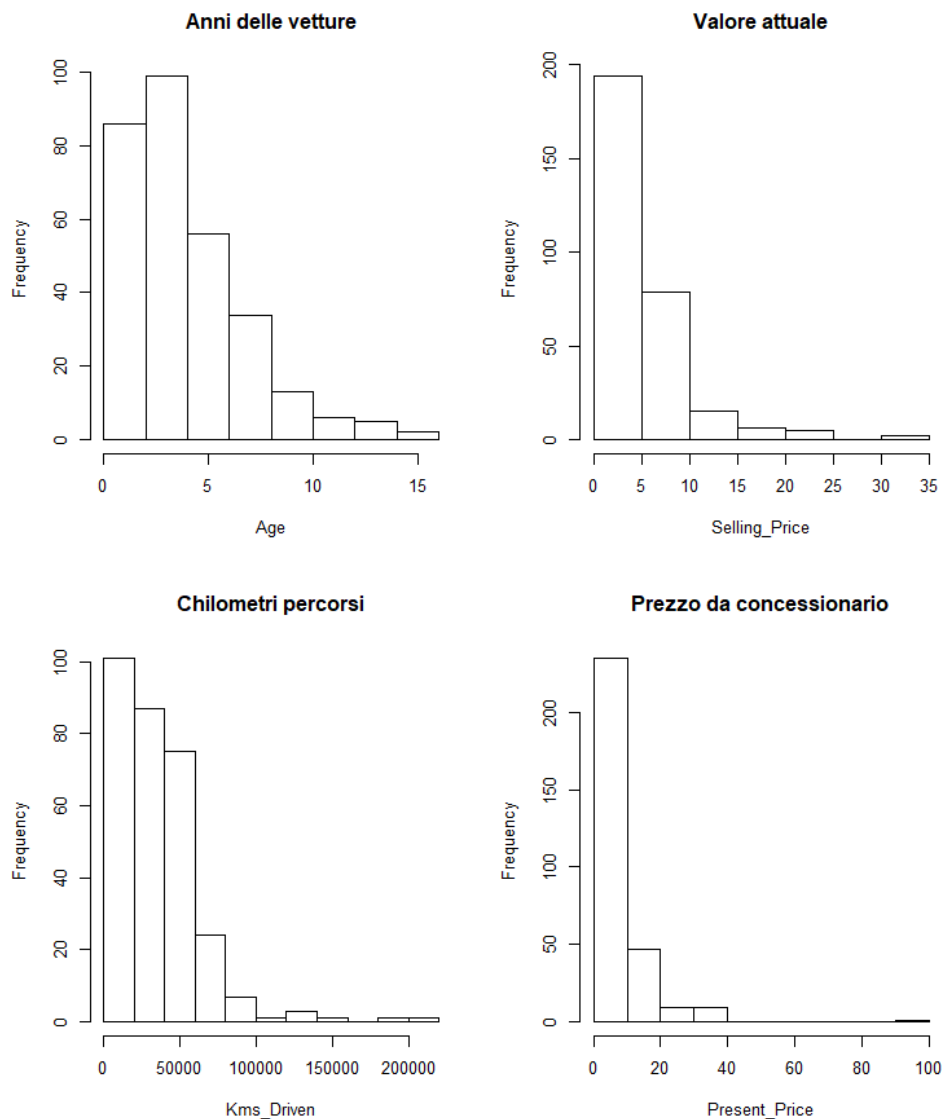 Anni delle vetture
Frequency
0 20 40 60 80 100
0 5 10 15
Age
Valore attuale
Frequency
0 50 100 150 200
0 5 10 15 20 25 30 35
Selling_Price
Chilometri percorsi
Frequency
0 20 40 60 80 100
0 50000 100000 150000 200000
Kms_Driven
Prezzo da concessionario
Frequency
0 50 100 150 200
0 20 40 60 80 100
Present_Price